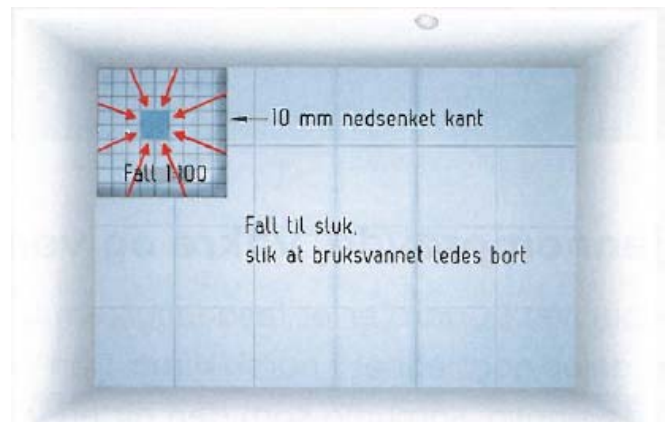 10 mm nedsenket kant
Fall 1:100
Fall til sluk,
slik at bruksvannet ledes bort